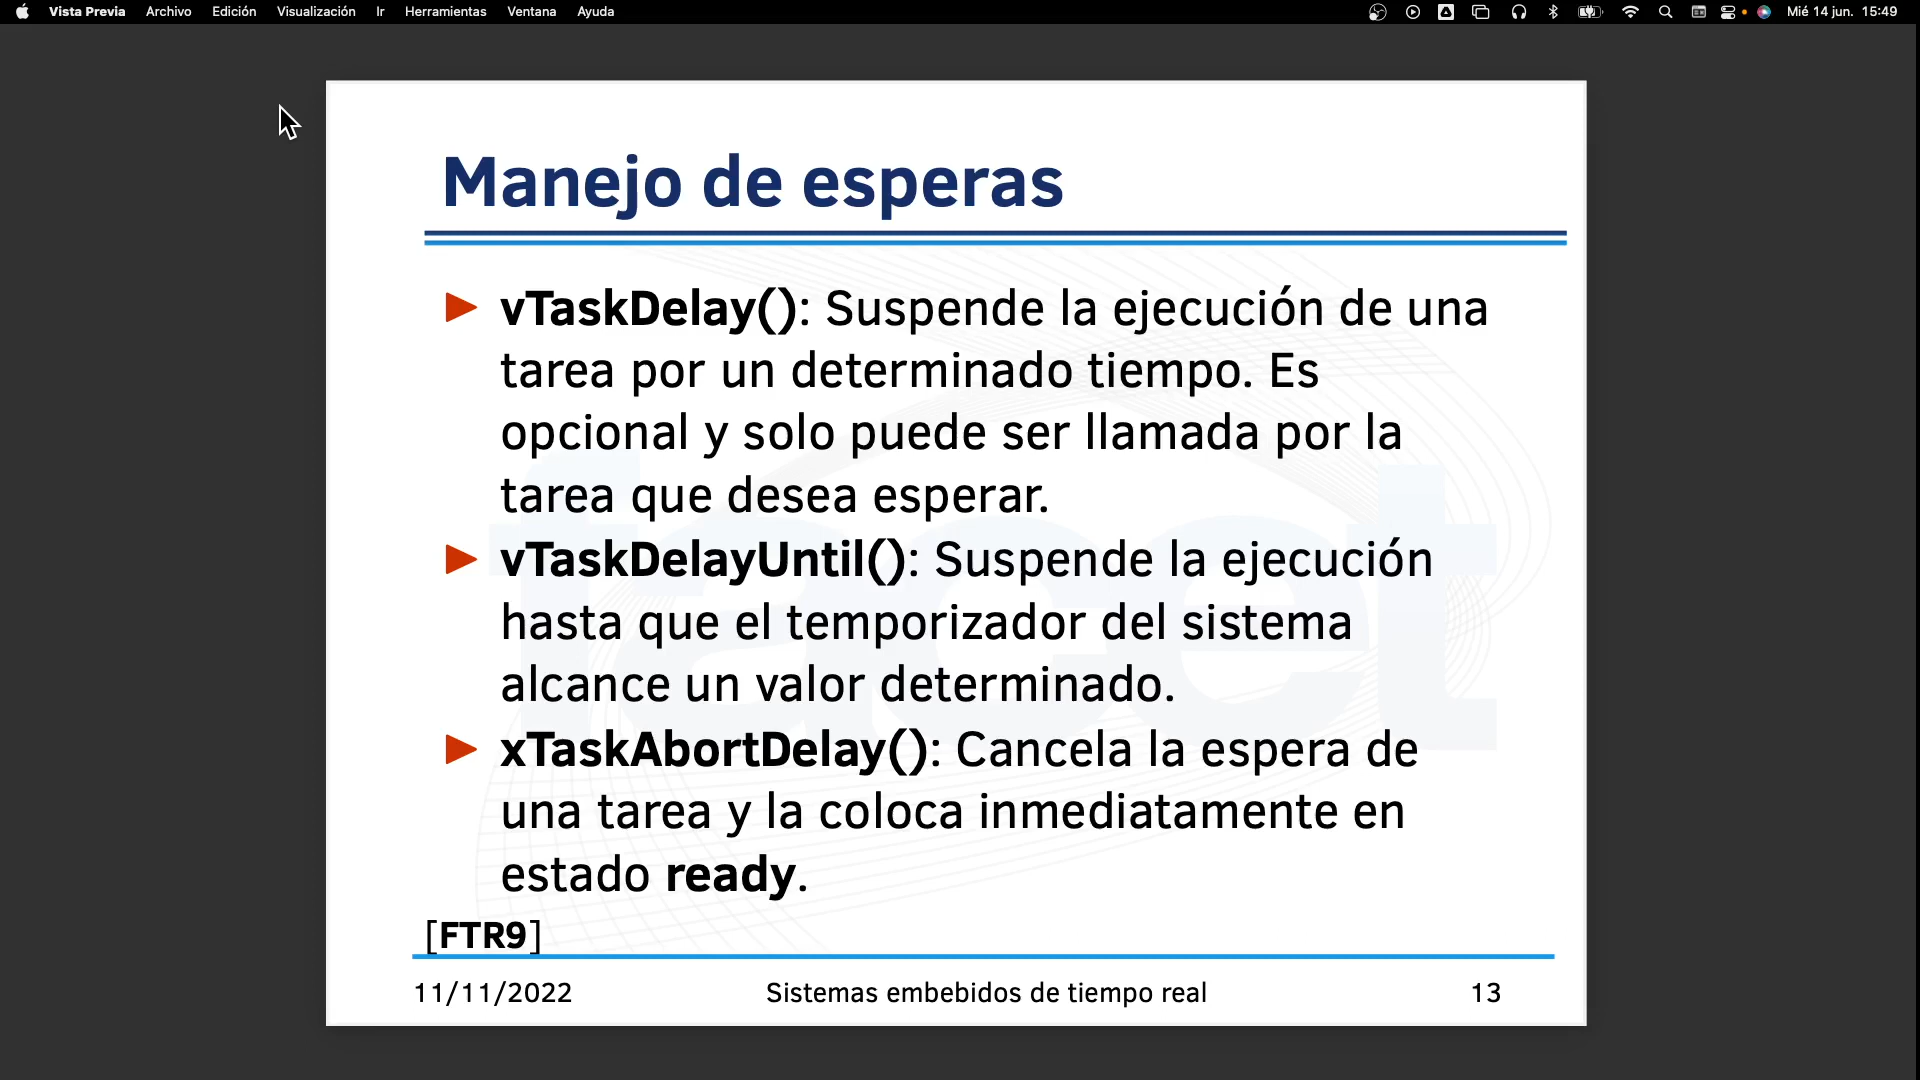 Vista Previa Archivo Edición Visualización Ir Herramientas Ventana Ayuda Mié 14 jun. 15:49
Manejo de esperas
vTaskDelay(): Suspende la ejecución de una
tarea por un determinado tiempo. Es
opcional y solo puede ser llamada por la
tarea que desea esperar.
vTaskDelayUntil(): Suspende la ejecución
hasta que el temporizador del sistema
alcance un valor determinado.
xTaskAbortDelay(): Cancela la espera de
una tarea y la coloca inmediatamente en
estado ready.
[FTR9]
11/11/2022 Sistemas embebidos de tiempo real 13
facet